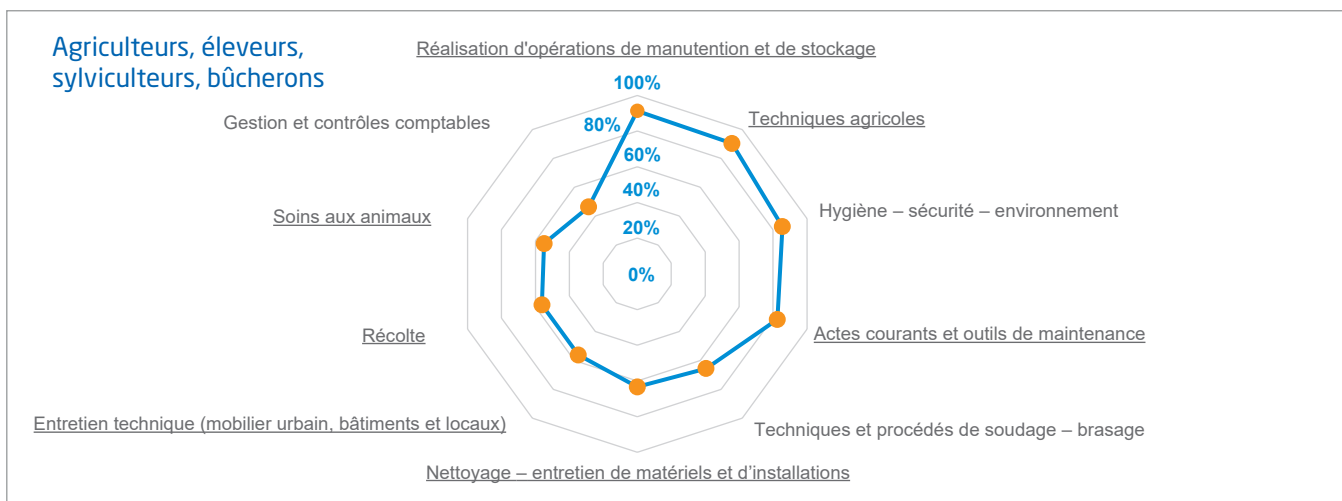 Agriculteurs, éleveurs,
sylviculteurs, bûcherons
Réalisation d'opérations de manutention et de stockage
100%
Gestion et contrôles comptables
80%
Techniques agricoles
60%
40%
Soins aux animaux
Hygiène – sécurité – environnement
20%
0%
Récolte
Actes courants et outils de maintenance
Entretien technique (mobilier urbain, bâtiments et locaux)
Techniques et procédés de soudage – brasage
Nettoyage – entretien de matériels et d’installations